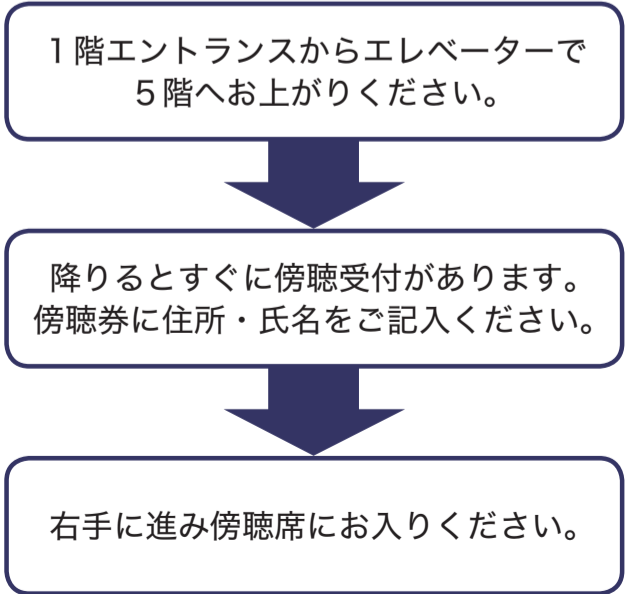 1階エントランスからエレベーターで
5階へお上がりください。
降りるとすぐに傍聴受付があります。
傍聴券に住所・氏名をご記入ください。
右手に進み傍聴席にお入りください。